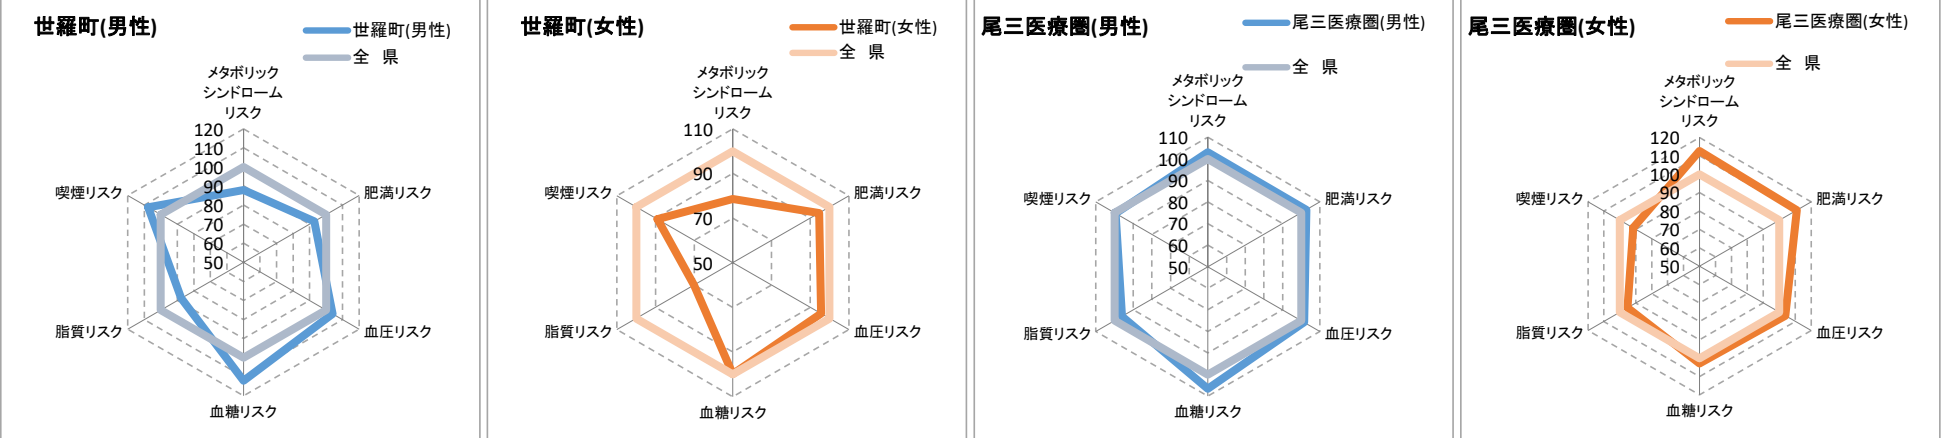 世羅町(男性)
世羅町(男性)
全 県
メタボリック
シンドローム
リスク
120
110
100
90
80
70
60
50
喫煙リスク
肥満リスク
脂質リスク
血圧リスク
血糖リスク
世羅町(女性)
世羅町(女性)
全 県
メタボリック
シンドローム
リスク
110
90
70
50
喫煙リスク
肥満リスク
脂質リスク
血圧リスク
血糖リスク
尾三医療圏(男性)
尾三医療圏(男性)
全 県
メタボリック
シンドローム
リスク
110
100
90
80
70
60
50
喫煙リスク
肥満リスク
脂質リスク
血圧リスク
血糖リスク
尾三医療圏(女性)
尾三医療圏(女性)
全 県
メタボリック
シンドローム
リスク
120
110
100
90
80
70
60
50
喫煙リスク
肥満リスク
脂質リスク
血圧リスク
血糖リスク